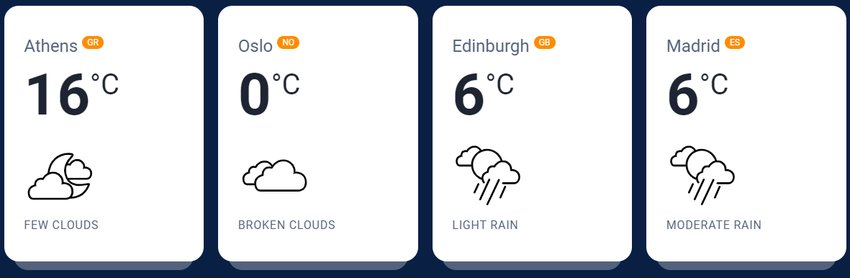 Athens GR
16°C
FEW CLOUDS
Oslo NO
0°C
BROKEN CLOUDS
Edinburgh GB
6°C
LIGHT RAIN
Madrid ES
6°C
MODERATE RAIN